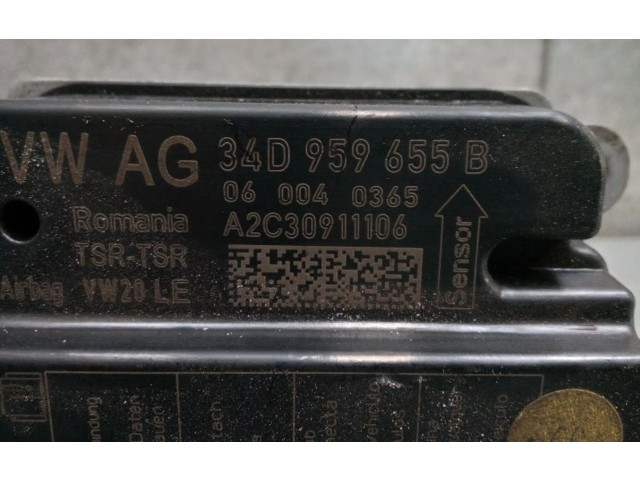 VW AG 34D 959 655 B
06 004 0365
Romania A2C30911106
TSR-TSR
Airbag VW20 LE
Sensor